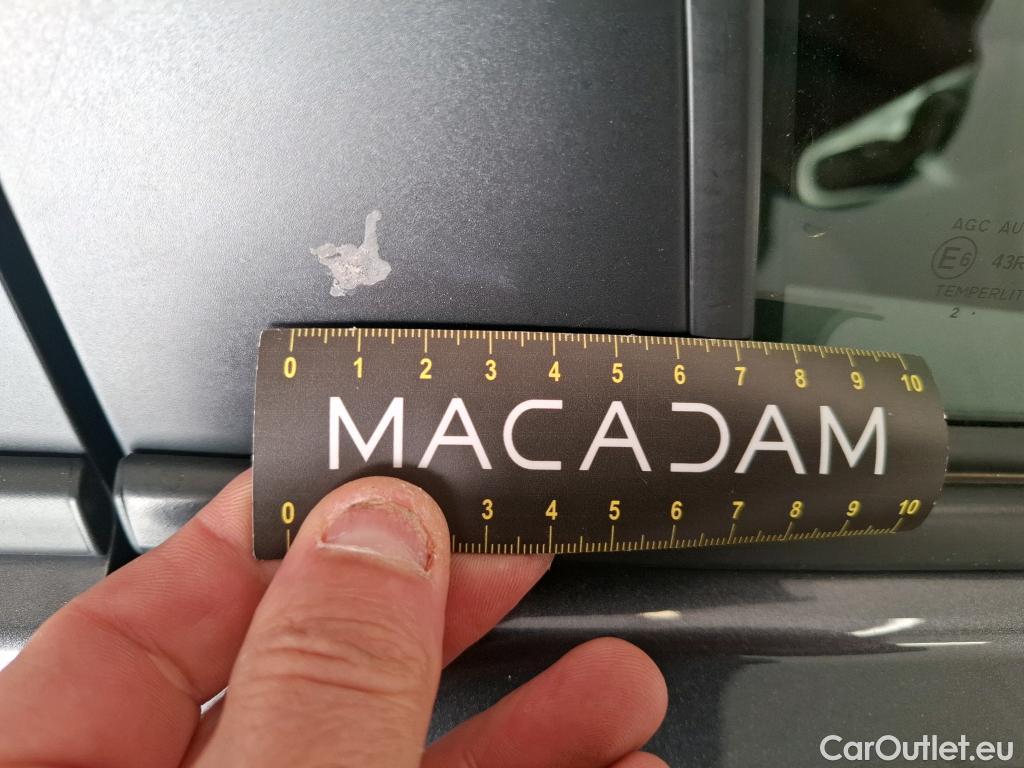 AGC AU
E6 43R
TEMPERLIT
2
0 1 2 3 4 5 6 7 8 9 10
MACADAM
0 3 4 5 6 7 8 9 10
CarOutlet.eu